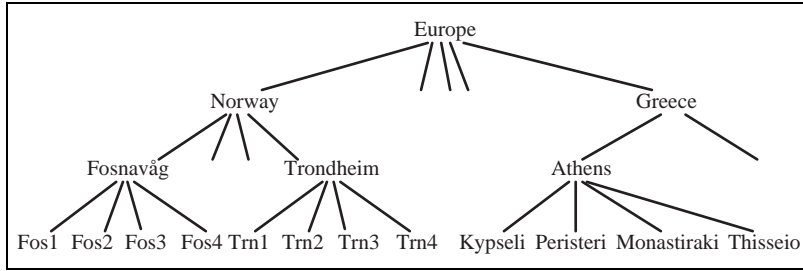 Europe
Norway Greece
Fosnavåg Trondheim Athens
Fos1 Fos2 Fos3 Fos4 Trn1 Trn2 Trn3 Trn4 Kypseli Peristeri Monastiraki Thisseio